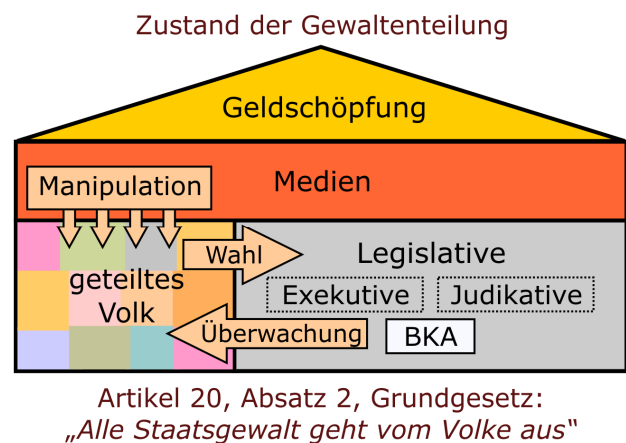 Zustand der Gewaltenteilung
Geldschöpfung
Medien
Manipulation
geteiltes
Volk
Wahl
Legislative
Exekutive
Judikative
Überwachung
BKA
Artikel 20, Absatz 2, Grundgesetz:
„Alle Staatsgewalt geht vom Volke aus“